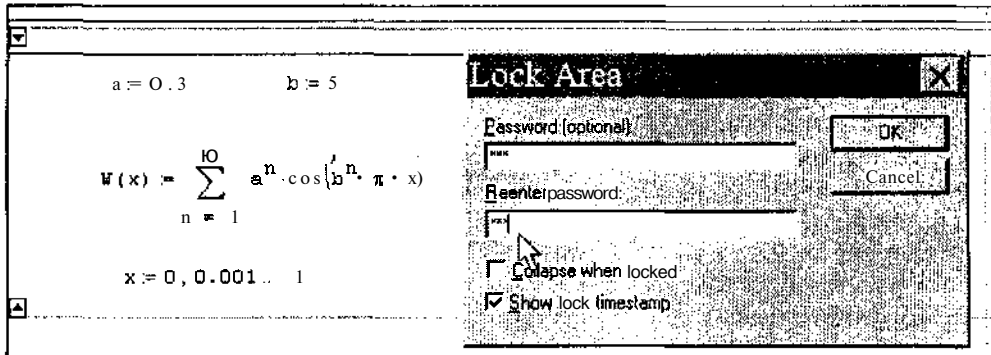 a := 0.3 b := 5
Ю
W(x) := ∑ a^n · cos(b^n · π · x)
n = 1
x := 0, 0.001 .. 1
Lock Area
Password (optional)
***
Reenter password:
***
Collapse when locked
Show lock timestamp
OK
Cancel